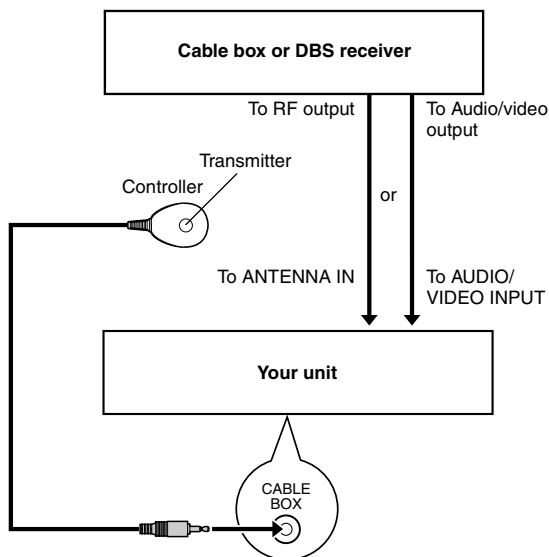 Cable box or DBS receiver
To RF output
To Audio/video
output
Transmitter
Controller
or
To ANTENNA IN
To AUDIO/
VIDEO INPUT
Your unit
CABLE
BOX